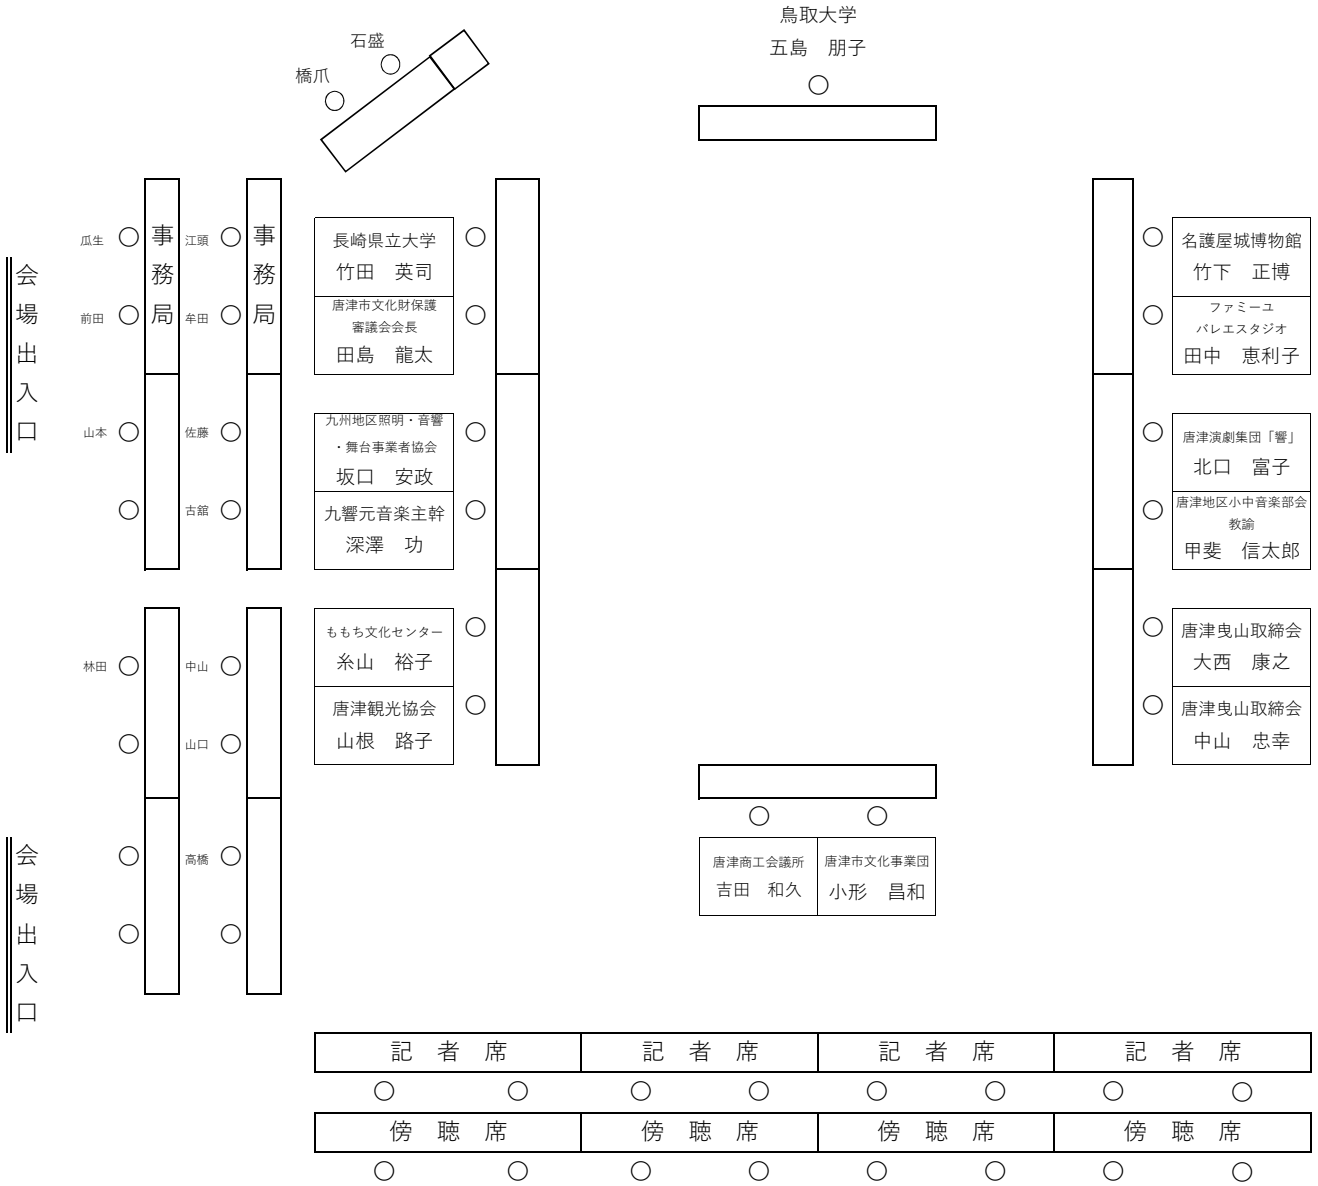 鳥取大学
五島　朋子
石盛
橋爪
会場出入口
瓜生
事務局
江頭
事務局
前田
牟田
山本
佐藤
古舘
長崎県立大学
竹田　英司
唐津市文化財保護
審議会会長
田島　龍太
九州地区照明・音響
・舞台事業者協会
坂口　安政
九響元音楽主幹
深澤　功
名護屋城博物館
竹下　正博
ファミーユ
バレエスタジオ
田中　恵利子
唐津演劇集団「響」
北口　富子
唐津地区小中音楽部会
教諭
甲斐　信太郎
林田
中山
山口
ももち文化センター
糸山　裕子
唐津観光協会
山根　路子
唐津曳山取締会
大西　康之
唐津曳山取締会
中山　忠幸
会場出入口
高橋
唐津商工会議所
吉田　和久
唐津市文化事業団
小形　昌和
記　者　席
記　者　席
記　者　席
記　者　席
傍　聴　席
傍　聴　席
傍　聴　席
傍　聴　席